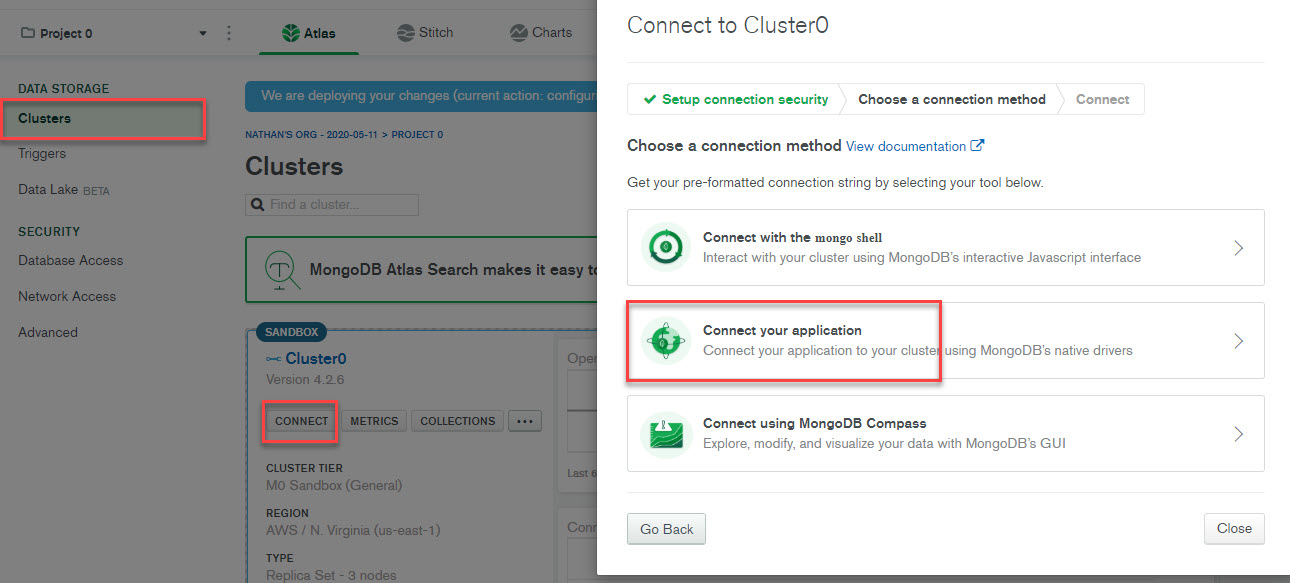 Project 0
Atlas
Stitch
Charts
DATA STORAGE
Clusters
Triggers
Data Lake BETA
SECURITY
Database Access
Network Access
Advanced
We are deploying your changes (current action: configuri
NATHAN'S ORG - 2020-05-11 > PROJECT 0
Clusters
Find a cluster...
MongoDB Atlas Search makes it easy to
SANDBOX
Cluster0
Version 4.2.6
CONNECT
METRICS
COLLECTIONS
...
CLUSTER TIER
M0 Sandbox (General)
REGION
AWS / N. Virginia (us-east-1)
TYPE
Replica Set - 3 nodes
Oper
Last 6
Conn
Connect to Cluster0
Setup connection security
Choose a connection method
Connect
Choose a connection method View documentation
Get your pre-formatted connection string by selecting your tool below.
Connect with the mongo shell
Interact with your cluster using MongoDB's interactive Javascript interface
Connect your application
Connect your application to your cluster using MongoDB's native drivers
Connect using MongoDB Compass
Explore, modify, and visualize your data with MongoDB's GUI
Go Back
Close